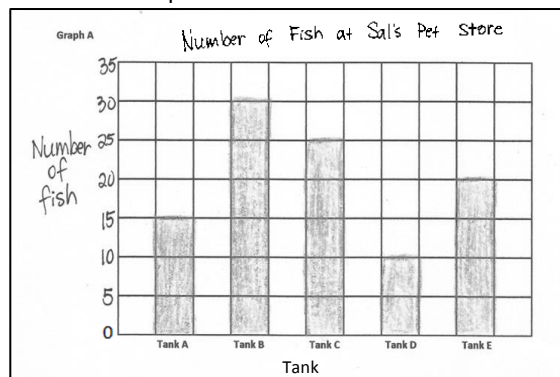 Graph A
Number of Fish at Sal's Pet Store
35
30
25
20
15
10
5
0
Number
of
fish
Tank A Tank B Tank C Tank D Tank E
Tank